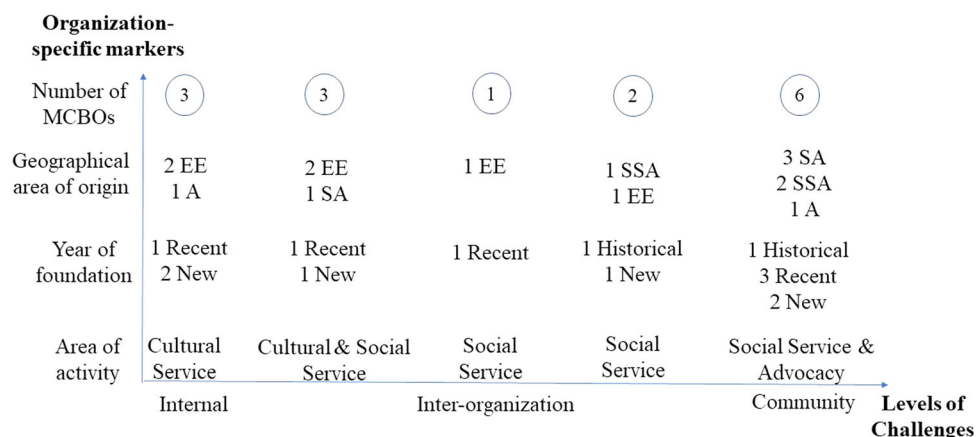 Organization-
specific markers
Number of
MCBOs
3
3
1
2
6
Geographical
area of origin
2 EE
1 A
2 EE
1 SA
1 EE
1 SSA
1 EE
3 SA
2 SSA
1 A
Year of
foundation
1 Recent
2 New
1 Recent
1 New
1 Recent
1 Historical
1 New
1 Historical
3 Recent
2 New
Area of
activity
Cultural
Service
Cultural & Social
Service
Social
Service
Social
Service
Social Service &
Advocacy
Internal
Inter-organization
Community
Levels of
Challenges